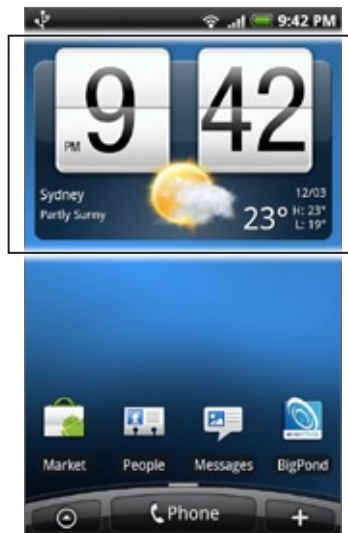 9:42 PM
9 42
PM
Sydney 12/03
Partly Sunny 23° H: 23°
L: 19°
Market People Messages BigPond
Phone